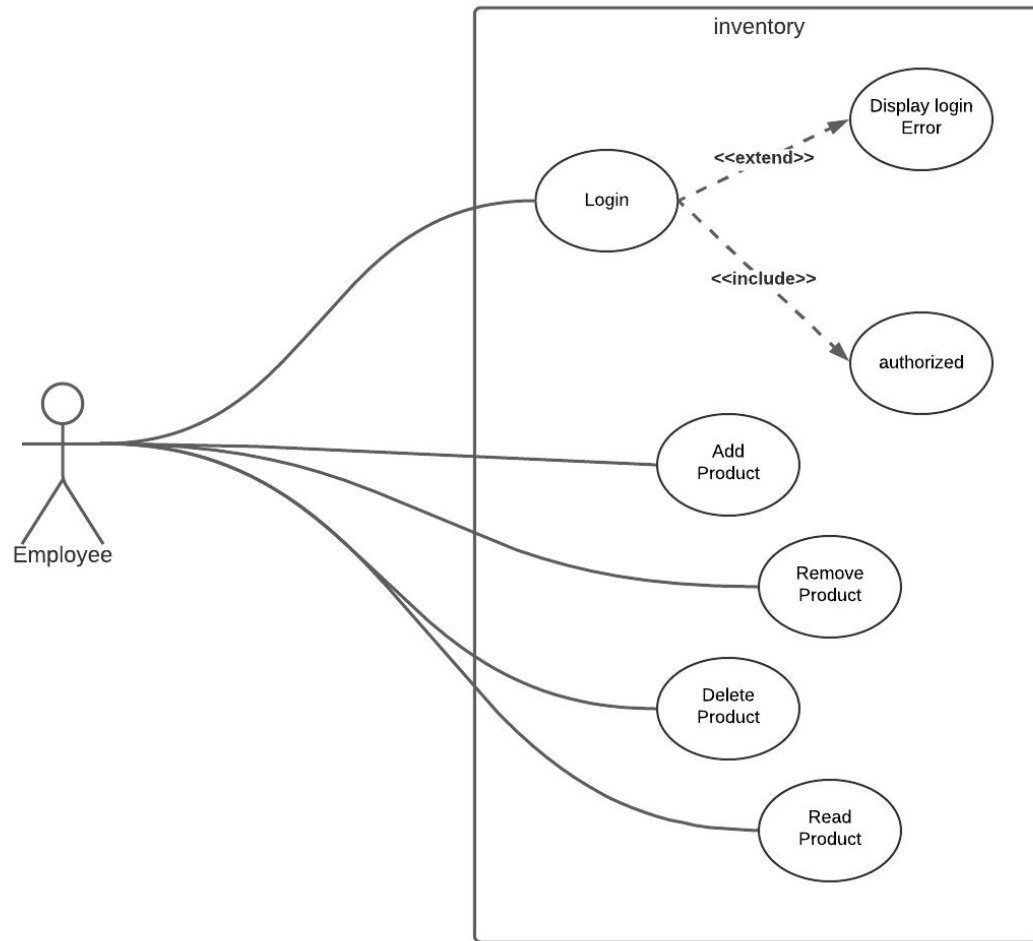 inventory
Display login
Error
<<extend>>
Login
<<include>>
authorized
Add
Product
Employee
Remove
Product
Delete
Product
Read
Product